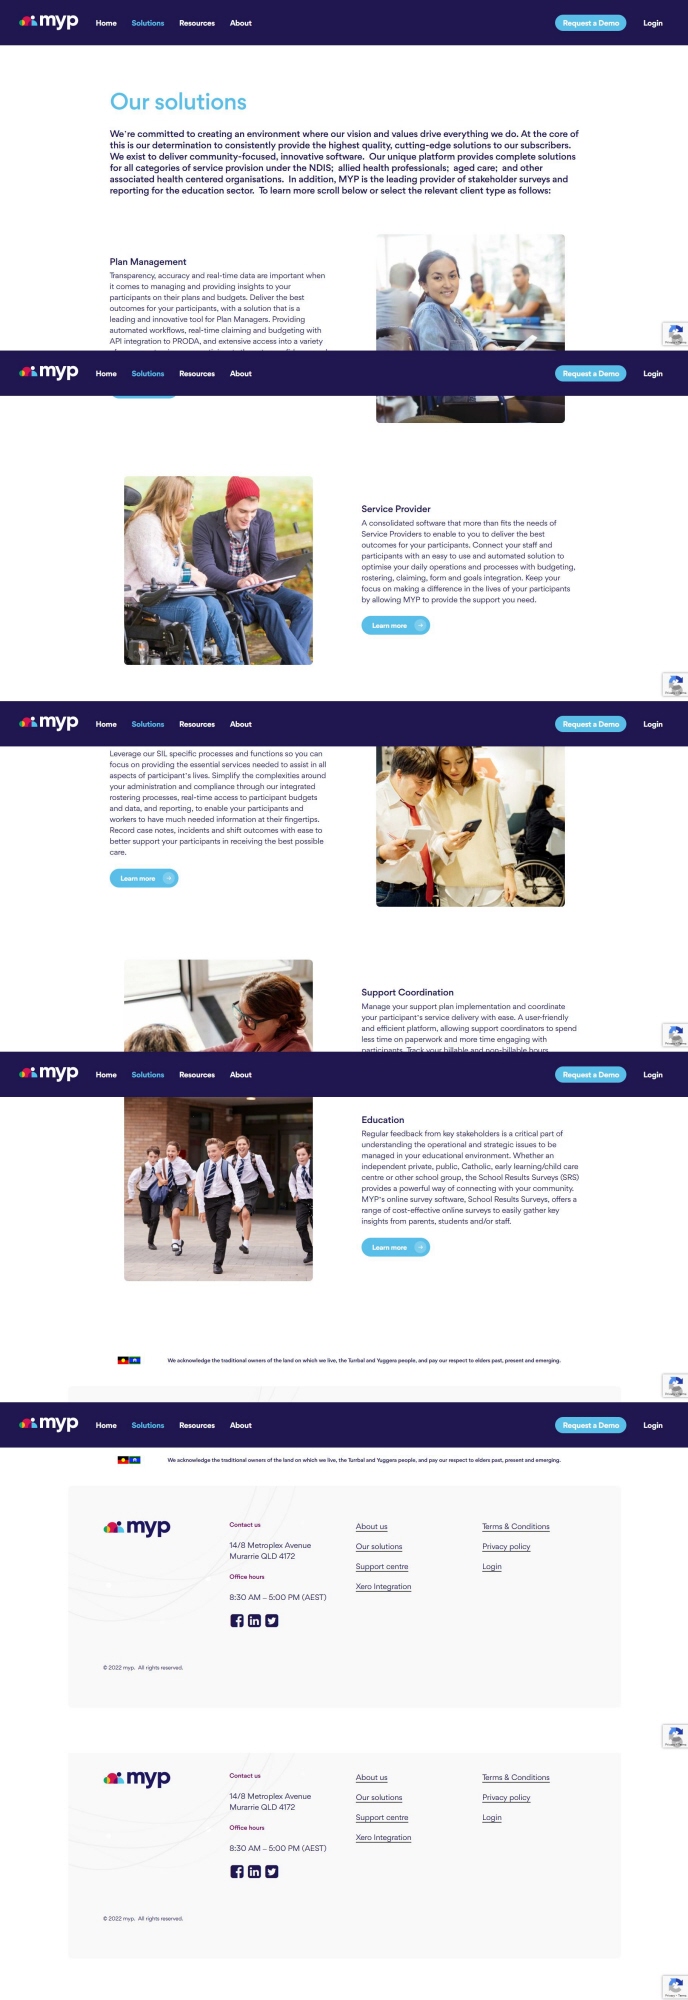 myp Home Solutions Resources About Request a Demo Login
Our solutions
We're committed to creating an environment where our vision and values drive everything we do. At the core of
this is our determination to consistently provide the highest quality, cutting-edge solutions to our subscribers.
We exist to deliver community-focused, innovative software. Our unique platform provides complete solutions
for all categories of service provision under the NDIS; allied health professionals; aged care; and other
associated health centered organisations. In addition, MYP is the leading provider of stakeholder surveys and
reporting for the education sector. To learn more scroll below or select the relevant client type as follows:
Plan Management
Transparency, accuracy and real-time data are important when
it comes to managing and providing insights to your
participants on their plans and budgets. Deliver the best
outcomes for your participants, with a solution that is a
leading and innovative tool for Plan Managers. Providing
automated workflows, real-time claiming and budgeting with
API integration to PRODA, and extensive access into a variety
Privacy - Terms
myp Home Solutions Resources About Request a Demo Login
Service Provider
A consolidated software that more than fits the needs of
Service Providers to enable to you to deliver the best
outcomes for your participants. Connect your staff and
participants with an easy to use and automated solution to
optimise your daily operations and processes with budgeting,
rostering, claiming, form and goals integration. Keep your
focus on making a difference in the lives of your participants
by allowing MYP to provide the support you need.
Learn more
Privacy - Terms
myp Home Solutions Resources About Request a Demo Login
Leverage our SIL specific processes and functions so you can
focus on providing the essential services needed to assist in all
aspects of participant's lives. Simplify the complexities around
your administration and compliance through our integrated
rostering processes, real-time access to participant budgets
and data, and reporting, to enable your participants and
workers to have much needed information at their fingertips.
Record case notes, incidents and shift outcomes with ease to
better support your participants in receiving the best possible
care.
Learn more
Support Coordination
Manage your support plan implementation and coordinate
your participant's service delivery with ease. A user-friendly
and efficient platform, allowing support coordinators to spend
less time on paperwork and more time engaging with
participants. Track your billable and non-billable hours
Privacy - Terms
myp Home Solutions Resources About Request a Demo Login
Education
Regular feedback from key stakeholders is a critical part of
understanding the operational and strategic issues to be
managed in your educational environment. Whether an
independent private, public, Catholic, early learning/child care
centre or other school group, the School Results Surveys (SRS)
provides a powerful way of connecting with your community.
MYP's online survey software, School Results Surveys, offers a
range of cost-effective online surveys to easily gather key
insights from parents, students and/or staff.
Learn more
We acknowledge the traditional owners of the land on which we live, the Turrbal and Yuggera people, and pay our respect to elders past, present and emerging.
Privacy - Terms
myp Home Solutions Resources About Request a Demo Login
We acknowledge the traditional owners of the land on which we live, the Turrbal and Yuggera people, and pay our respect to elders past, present and emerging.
myp
Contact us
14/8 Metroplex Avenue
Murarrie QLD 4172
Office hours
8:30 AM – 5:00 PM (AEST)
About us
Our solutions
Support centre
Xero Integration
Terms & Conditions
Privacy policy
Login
© 2022 myp. All rights reserved.
Privacy - Terms
myp
Contact us
14/8 Metroplex Avenue
Murarrie QLD 4172
Office hours
8:30 AM – 5:00 PM (AEST)
About us
Our solutions
Support centre
Xero Integration
Terms & Conditions
Privacy policy
Login
© 2022 myp. All rights reserved.
Privacy - Terms